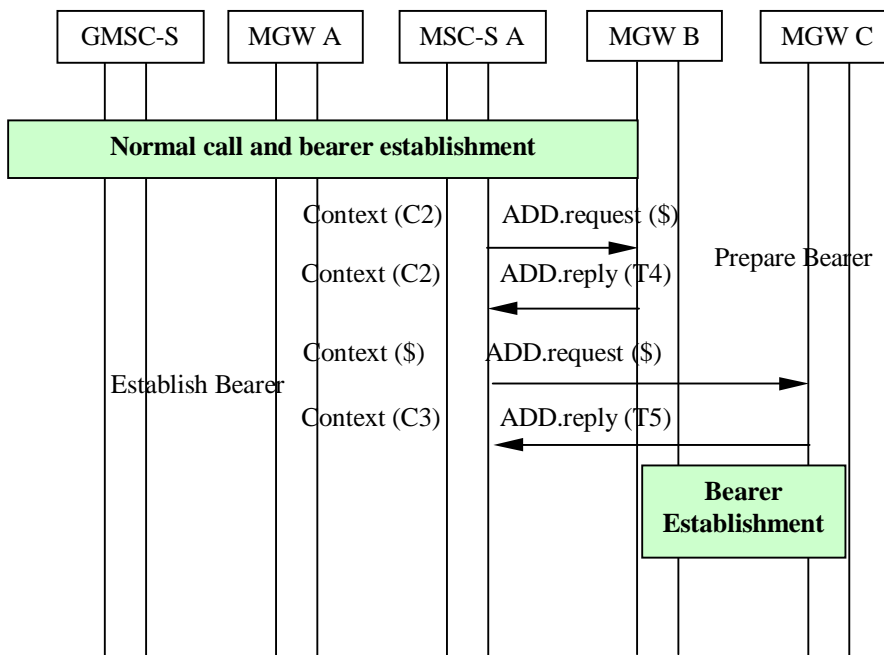 GMSC-S MGW A MSC-S A MGW B MGW C
Normal call and bearer establishment
Context (C2) ADD.request ($)
Prepare Bearer
Context (C2) ADD.reply (T4)
Context ($) ADD.request ($)
Establish Bearer
Context (C3) ADD.reply (T5)
Bearer
Establishment